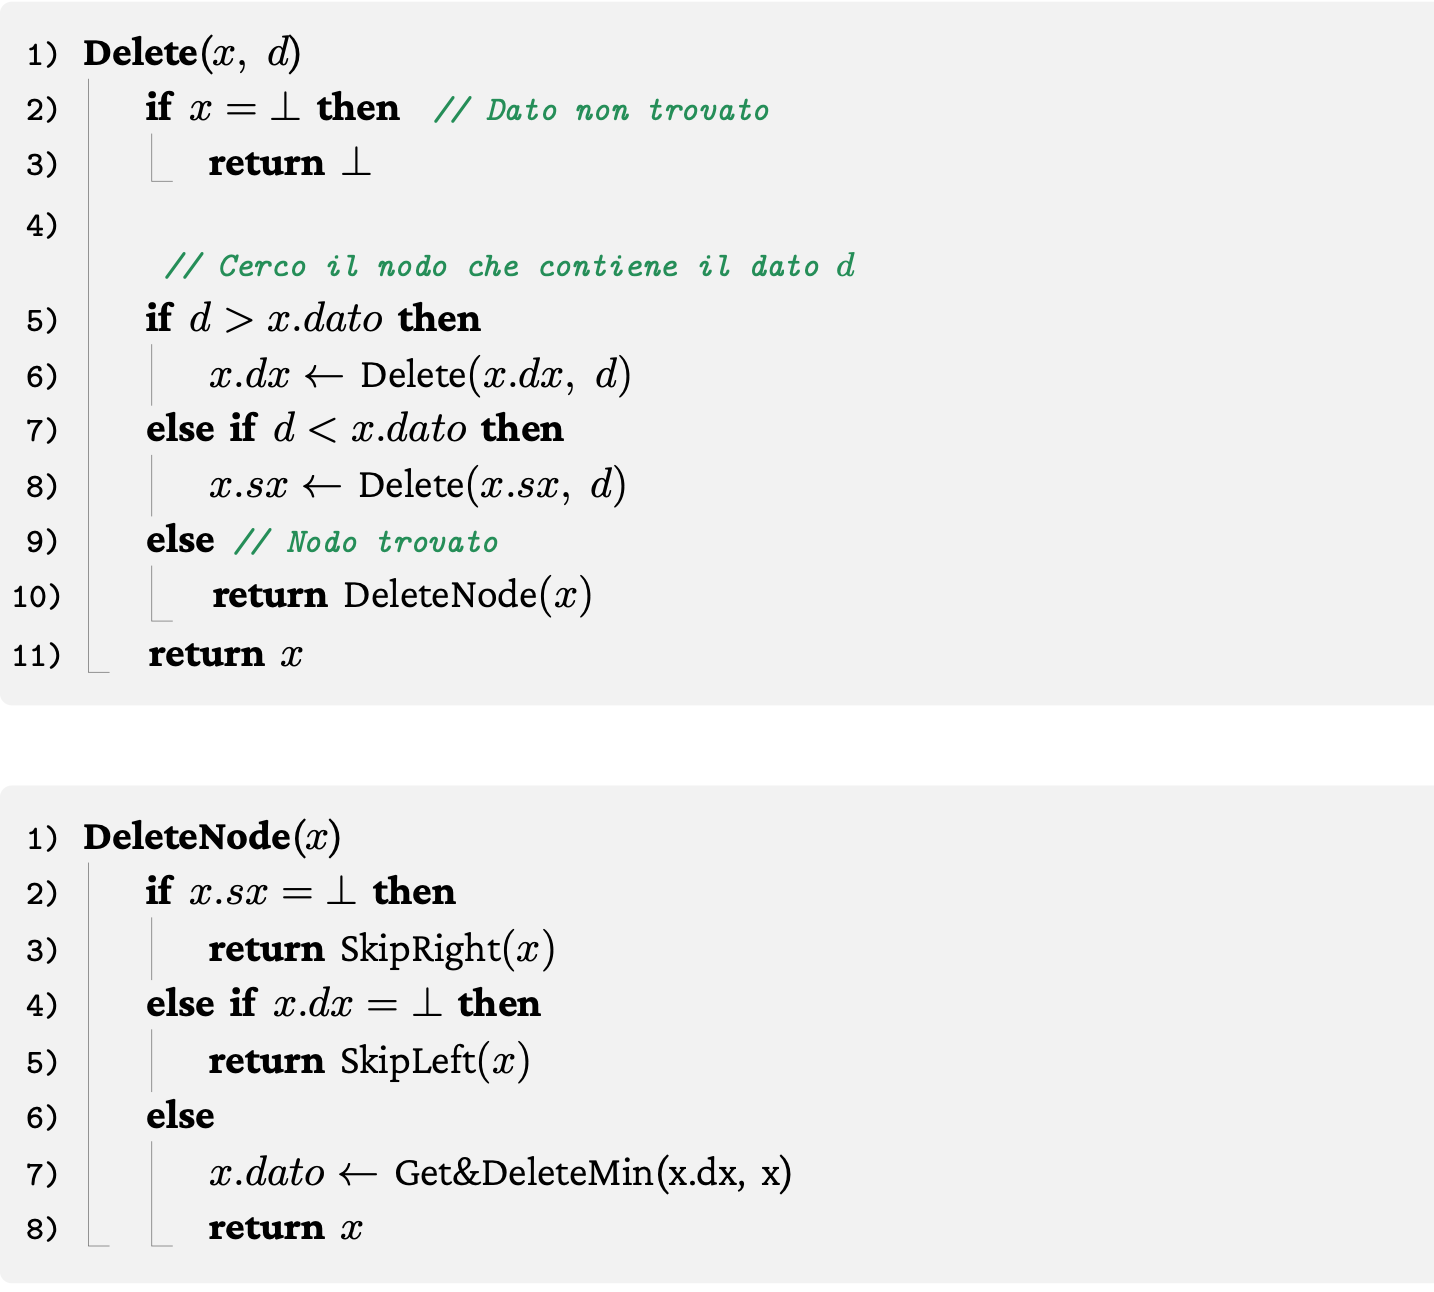 1) Delete(x, d)
2) if x = ⊥ then // Dato non trovato
3) return ⊥
4)
// Cerco il nodo che contiene il dato d
5) if d > x.dato then
6) x.dx ← Delete(x.dx, d)
7) else if d < x.dato then
8) x.sx ← Delete(x.sx, d)
9) else // Nodo trovato
10) return DeleteNode(x)
11) return x
1) DeleteNode(x)
2) if x.sx = ⊥ then
3) return SkipRight(x)
4) else if x.dx = ⊥ then
5) return SkipLeft(x)
6) else
7) x.dato ← Get&DeleteMin(x.dx, x)
8) return x